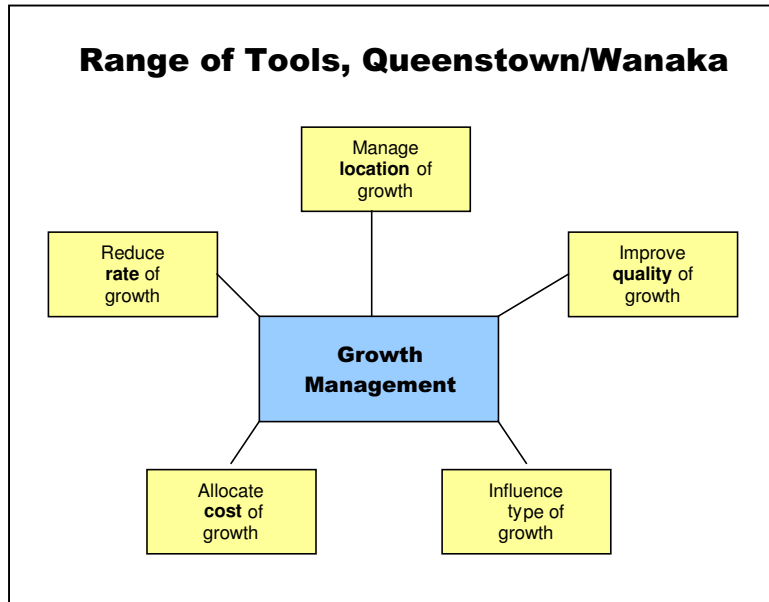 Range of Tools, Queenstown/Wanaka
Manage
location of
growth
Reduce
rate of
growth
Improve
quality of
growth
Growth
Management
Allocate
cost of
growth
Influence
type of
growth